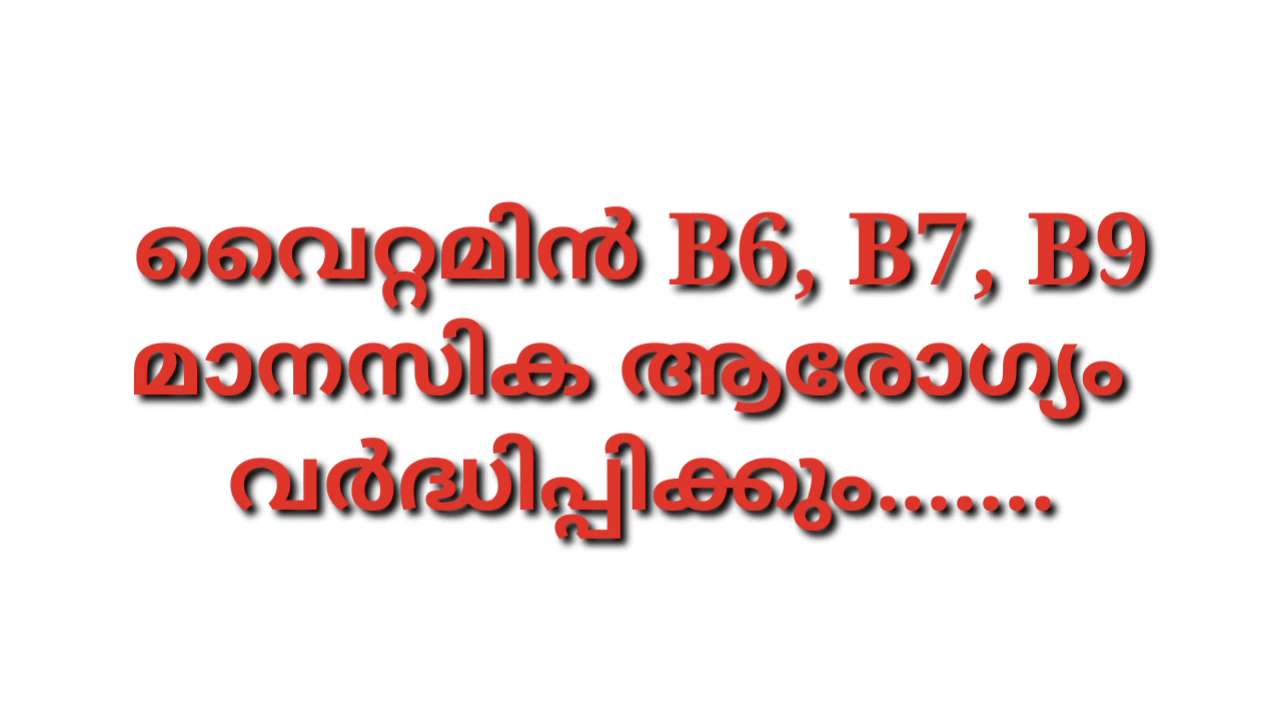 വൈറ്റമിൻ B6, B7, B9
മാനസിക ആരോഗ്യം
വർദ്ധിപ്പിക്കും.......